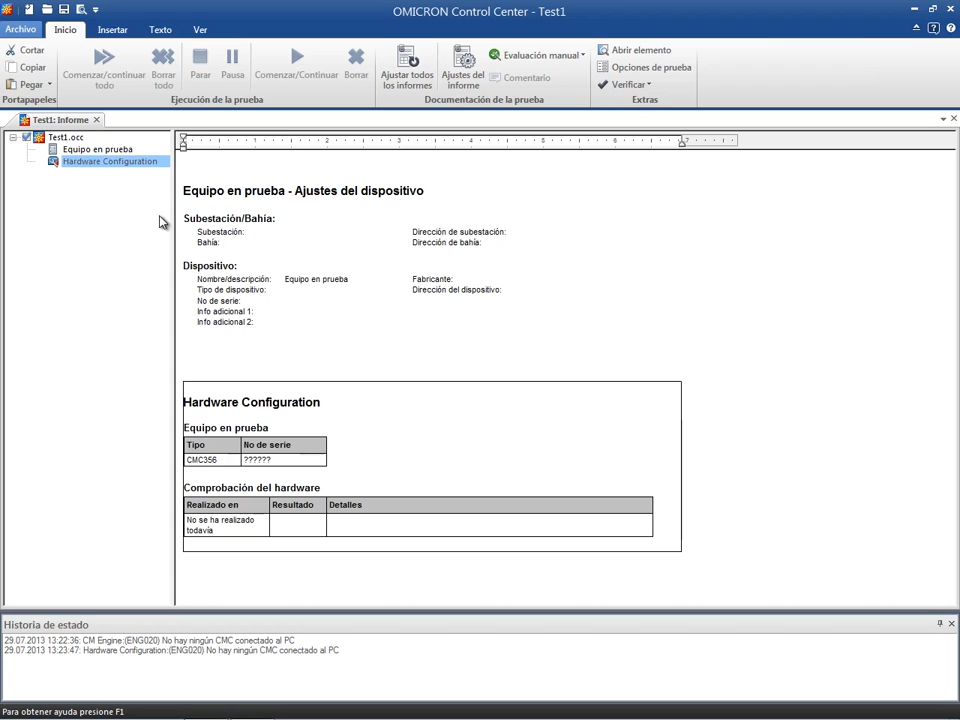 OMICRON Control Center - Test1
Archivo Inicio Insertar Texto Ver
Cortar
Copiar
Pegar
Portapapeles
Comenzar/continuar todo
Borrar todo
Parar
Pausa
Comenzar/Continuar
Borrar
Ejecución de la prueba
Ajustar todos los informes
Ajustes del informe
Evaluación manual
Comentario
Documentación de la prueba
Abrir elemento
Opciones de prueba
Verificar
Extras
Test1: Informe
Test1.occ
Equipo en prueba
Hardware Configuration
1 2 3 4 5 6 7
Equipo en prueba - Ajustes del dispositivo
Subestación/Bahía:
Subestación: Dirección de subestación:
Bahía: Dirección de bahía:
Dispositivo:
Nombre/descripción: Equipo en prueba Fabricante:
Tipo de dispositivo: Dirección del dispositivo:
No de serie:
Info adicional 1:
Info adicional 2:
Hardware Configuration
Equipo en prueba
Tipo No de serie
CMC356 ??????
Comprobación del hardware
Realizado en Resultado Detalles
No se ha realizado
todavía
Historia de estado
29.07.2013 13:22:36: CM Engine:(ENG020) No hay ningún CMC conectado al PC
29.07.2013 13:23:47: Hardware Configuration:(ENG020) No hay ningún CMC conectado al PC
Para obtener ayuda presione F1